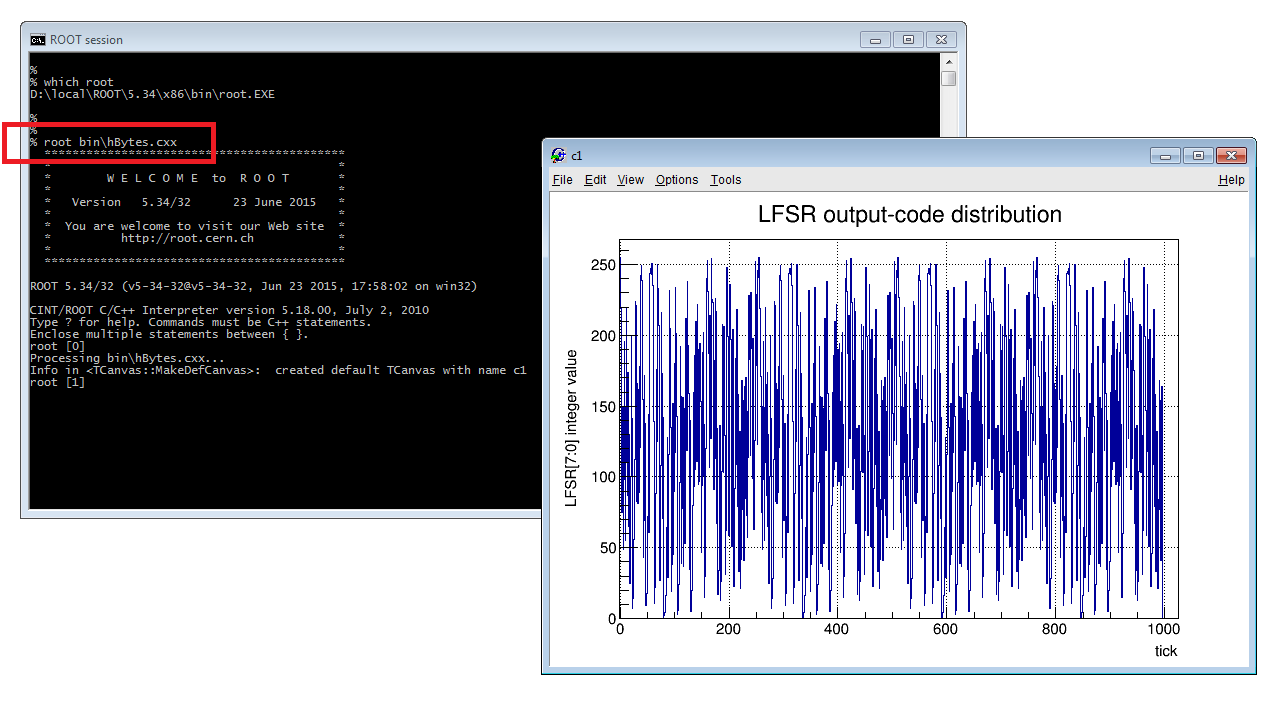 ROOT session
%
% which root
D:\local\ROOT\5.34\x86\bin\root.EXE
%
%
% root bin\hBytes.cxx
*******************************************
* *
* W E L C O M E to R O O T *
* *
* Version 5.34/32 23 June 2015 *
* *
* You are welcome to visit our Web site *
* http://root.cern.ch *
* *
*******************************************
ROOT 5.34/32 (v5-34-32@v5-34-32, Jun 23 2015, 17:58:02 on win32)
CINT/ROOT C/C++ Interpreter version 5.18.00, July 2, 2010
Type ? for help. Commands must be C++ statements.
Enclose multiple statements between { }.
root [0]
Processing bin\hBytes.cxx...
Info in <TCanvas::MakeDefCanvas>: created default TCanvas with name c1
root [1]
c1
File Edit View Options Tools Help
LFSR output-code distribution
LFSR[7:0] integer value
250
200
150
100
50
0
0 200 400 600 800 1000
tick